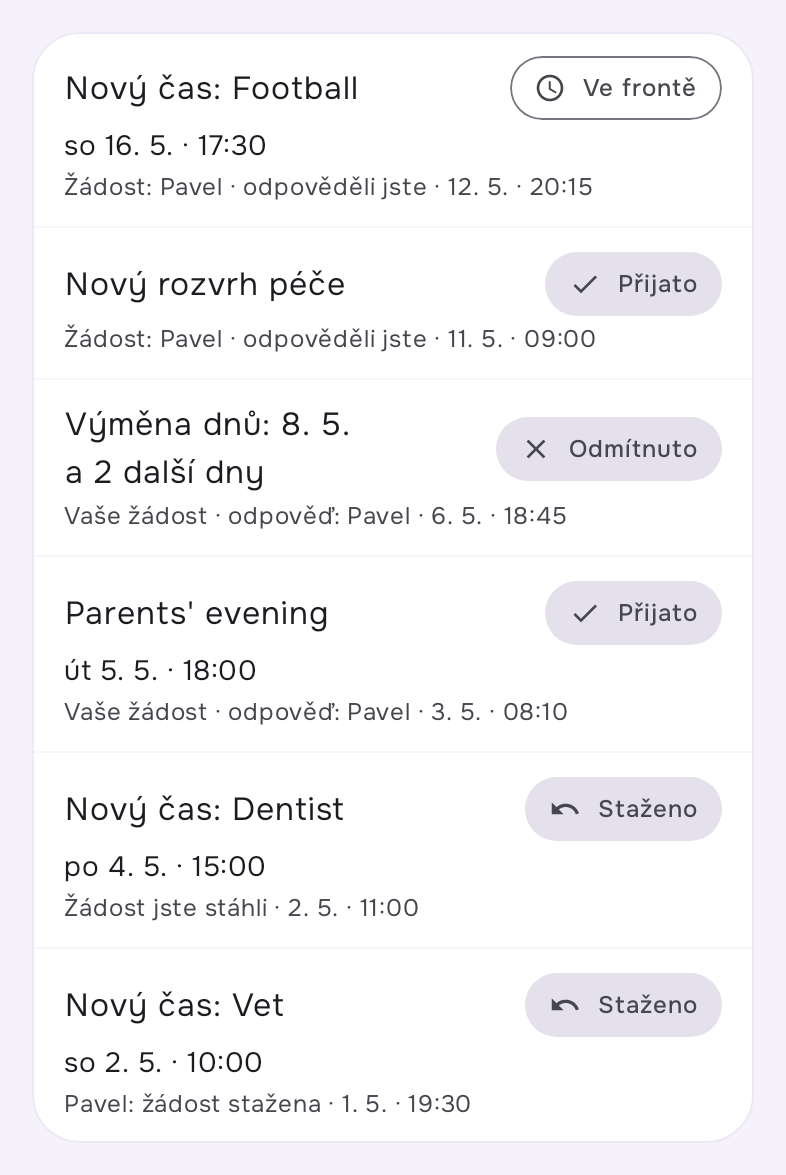 Nový čas: Football
Ve frontě
so 16. 5. · 17:30
Žádost: Pavel · odpověděli jste · 12. 5. · 20:15
Nový rozvrh péče
Přijato
Žádost: Pavel · odpověděli jste · 11. 5. · 09:00
Výměna dnů: 8. 5.
a 2 další dny
Odmítnuto
Vaše žádost · odpověď: Pavel · 6. 5. · 18:45
Parents' evening
Přijato
út 5. 5. · 18:00
Vaše žádost · odpověď: Pavel · 3. 5. · 08:10
Nový čas: Dentist
Staženo
po 4. 5. · 15:00
Žádost jste stáhli · 2. 5. · 11:00
Nový čas: Vet
Staženo
so 2. 5. · 10:00
Pavel: žádost stažena · 1. 5. · 19:30